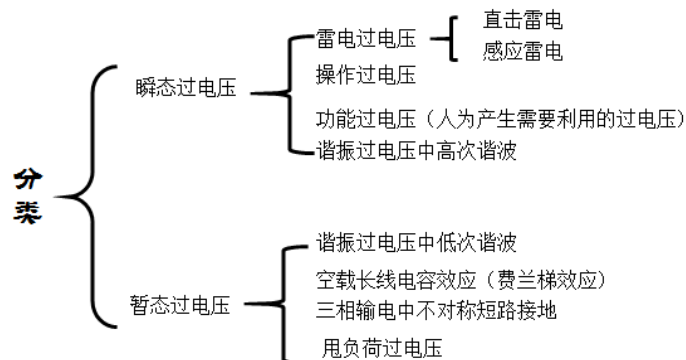 分类
瞬态过电压
雷电过电压
直击雷电
感应雷电
操作过电压
功能过电压（人为产生需要利用的过电压）
谐振过电压中高次谐波
暂态过电压
谐振过电压中低次谐波
空载长线电容效应（费兰梯效应）
三相输电中不对称短路接地
甩负荷过电压